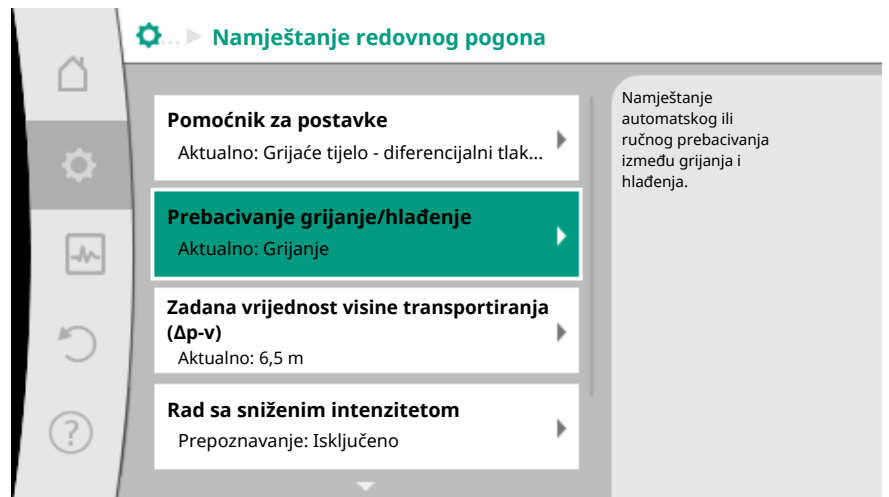 ... Namještanje redovnog pogona
Pomoćnik za postavke
Aktualno: Grijaće tijelo - diferencijalni tlak...
Prebacivanje grijanje/hlađenje
Aktualno: Grijanje
Zadana vrijednost visine transportiranja
(Δp-v)
Aktualno: 6,5 m
Rad sa sniženim intenzitetom
Prepoznavanje: Isključeno
Namještanje
automatskog ili
ručnog prebacivanja
između grijanja i
hlađenja.
?